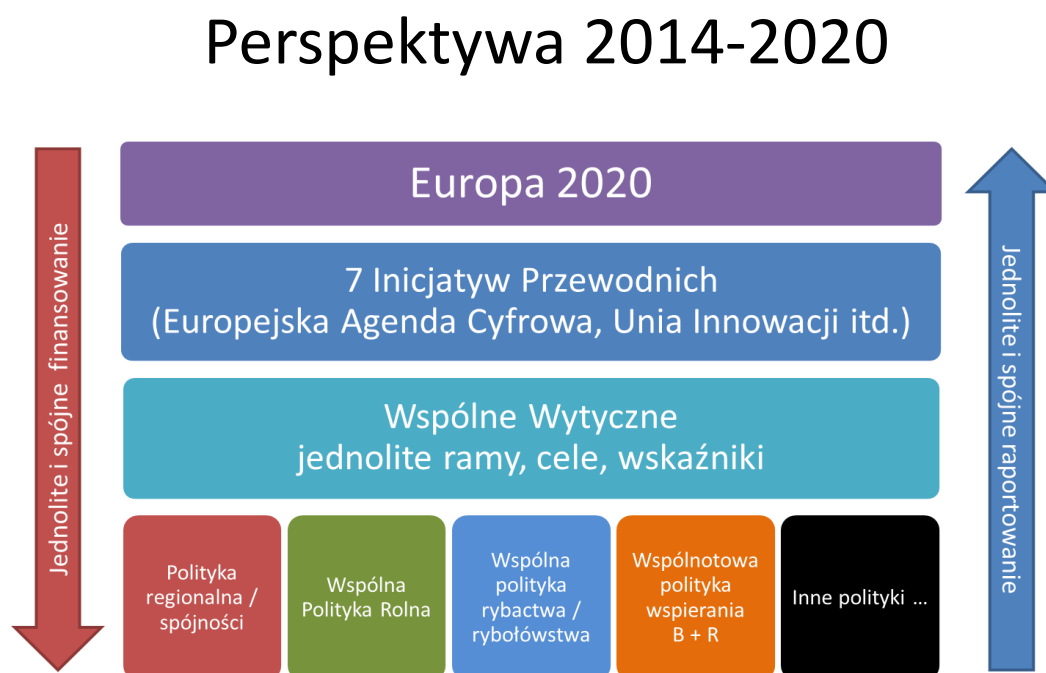 Perspektywa 2014-2020
Jednolite i spójne finansowanie
Europa 2020
7 Inicjatyw Przewodnich
(Europejska Agenda Cyfrowa, Unia Innowacji itd.)
Wspólne Wytyczne
jednolite ramy, cele, wskaźniki
Polityka
regionalna /
spójności
Wspólna
Polityka Rolna
Wspólna
polityka
rybactwa /
rybołówstwa
Wspólnotowa
polityka
wspierania
B + R
Inne polityki ...
Jednolite i spójne raportowanie